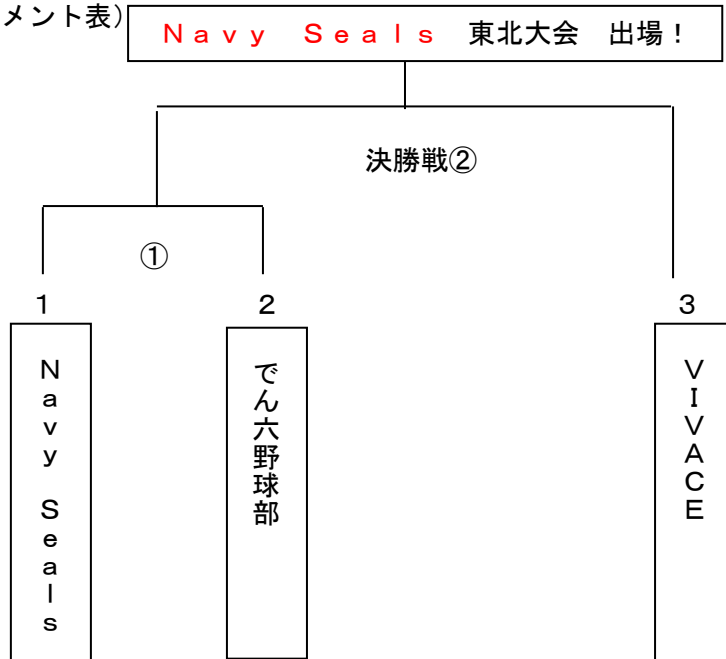 メント表)
Ｎａｖｙ　Ｓｅａｌｓ　東北大会　出場！
決勝戦②
①
１
２
３
Ｎａｖｙ　Ｓｅａｌｓ
でん六野球部
ＶＩＶＡＣＥ